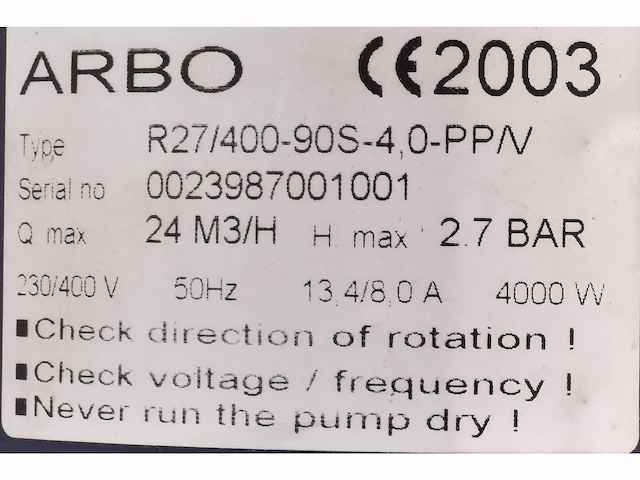 ARBO CE 2003
Type R27/400-90S-4,0-PP/V
Serial no 0023987001001
Q max 24 M3/H H max 2.7 BAR
230/400 V 50Hz 13,4/8,0 A 4000 W
▪Check direction of rotation !
▪Check voltage / frequency !
▪Never run the pump dry !